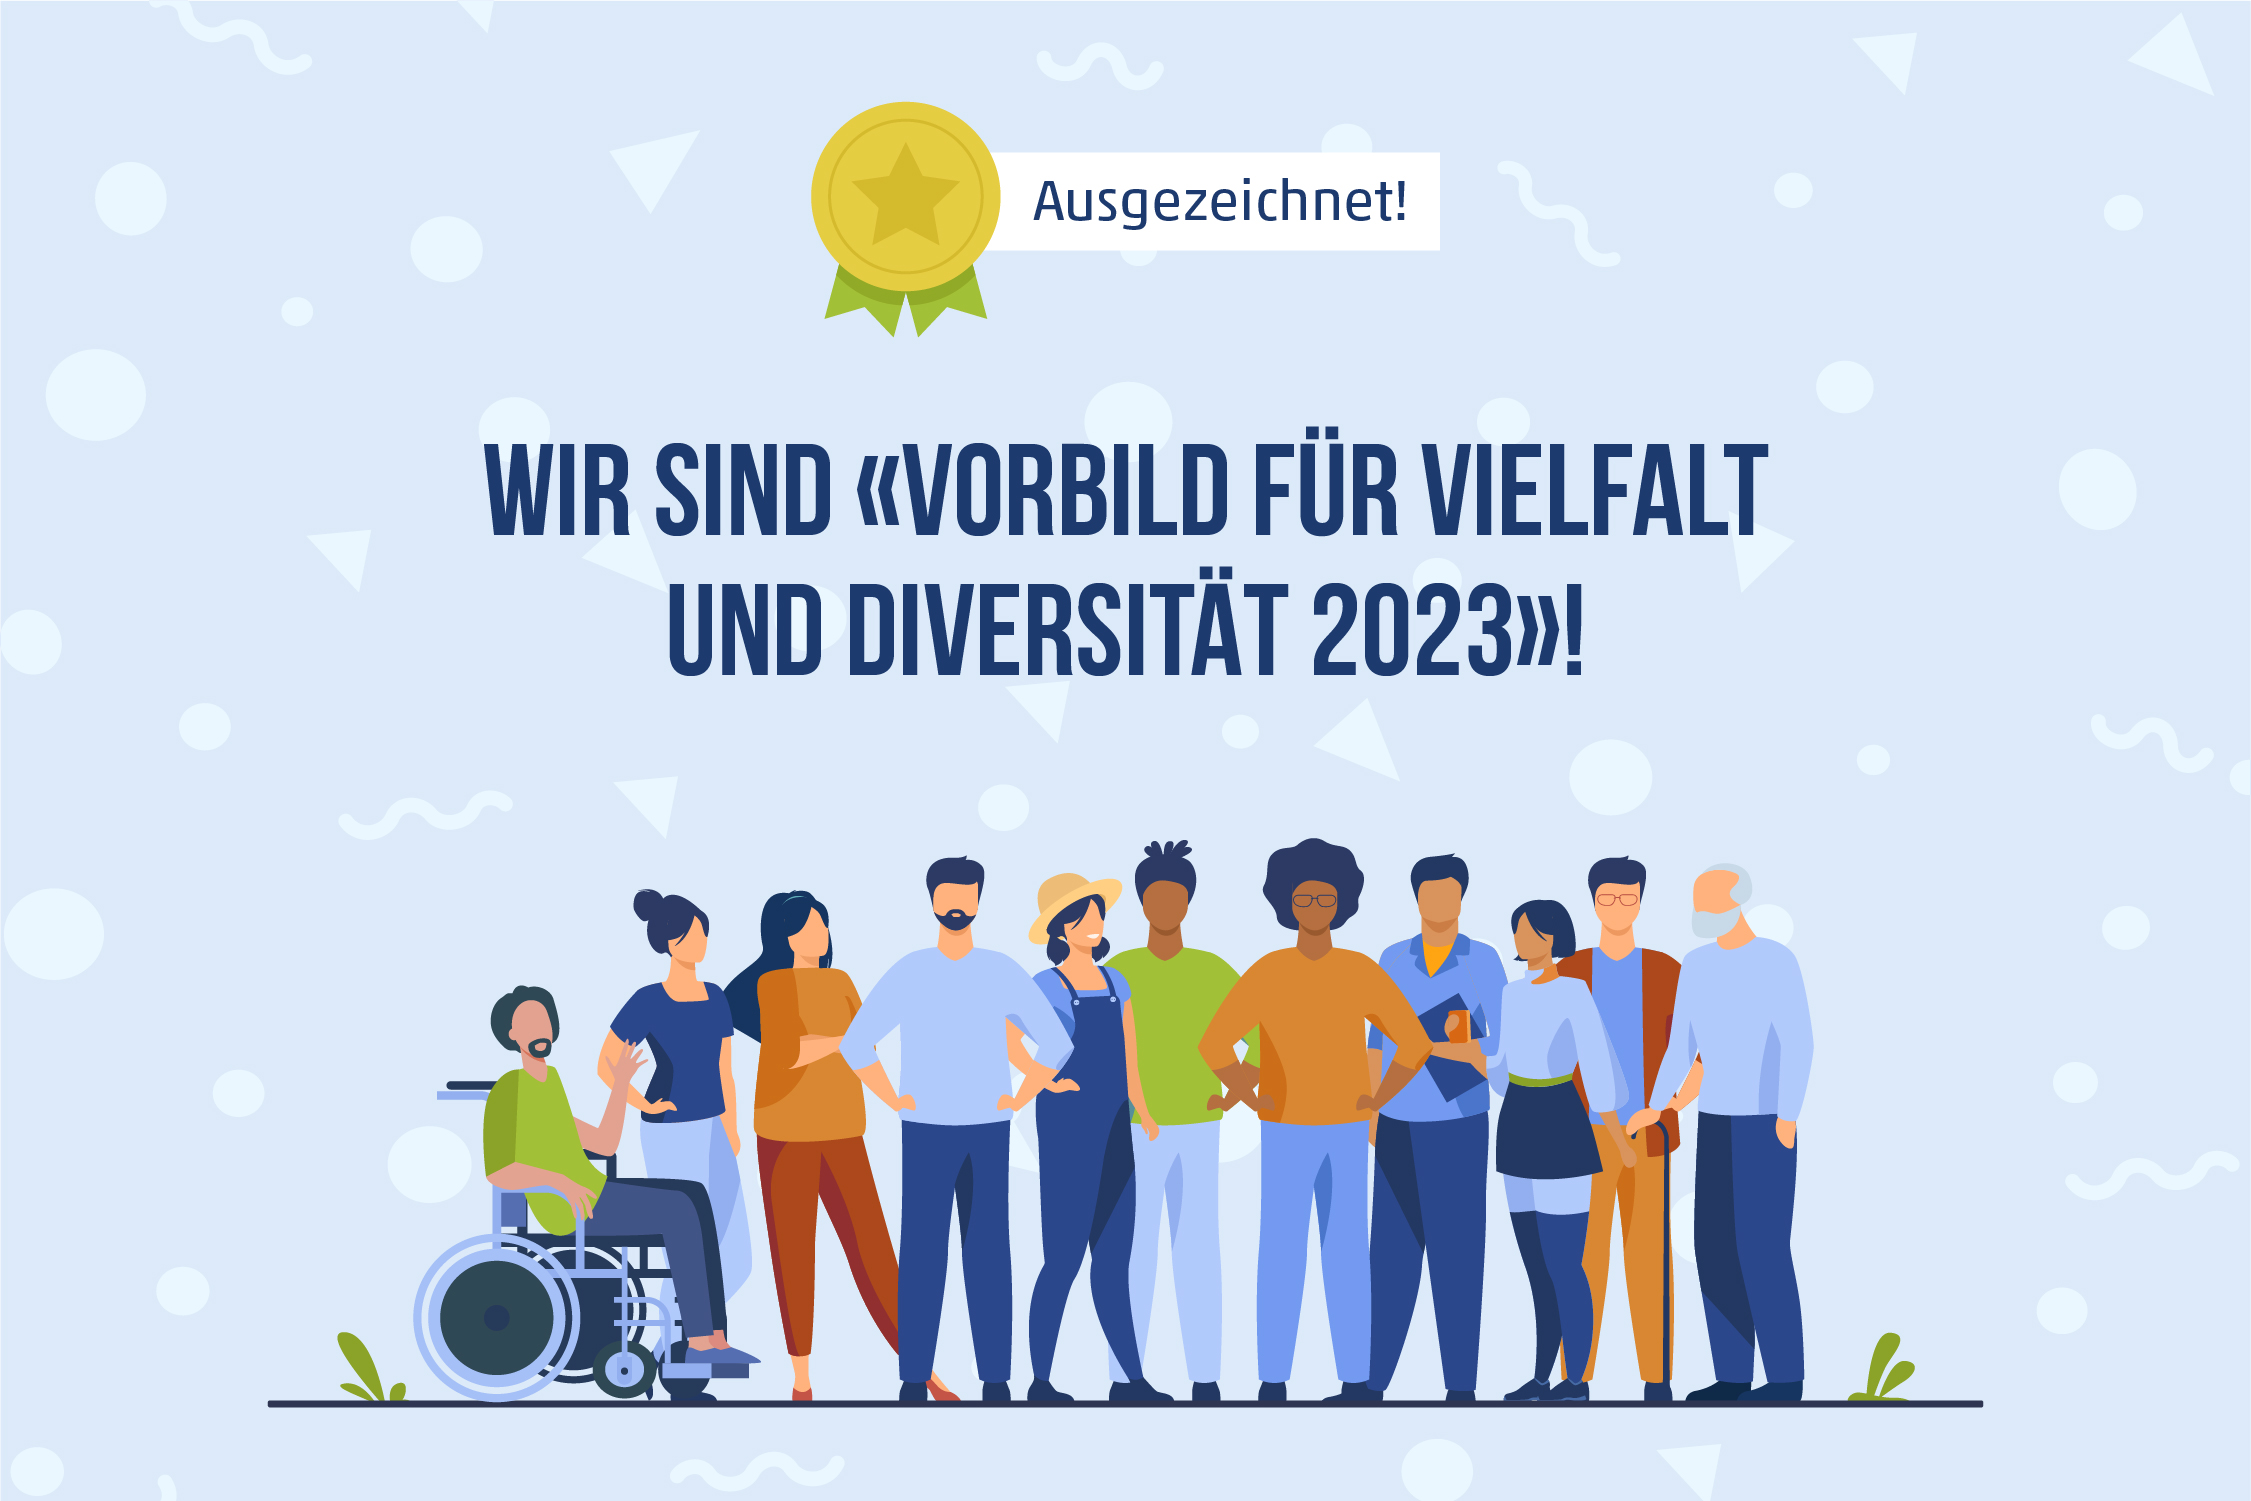 Ausgezeichnet!
WIR SIND «VORBILD FÜR VIELFALT
UND DIVERSITÄT 2023»!